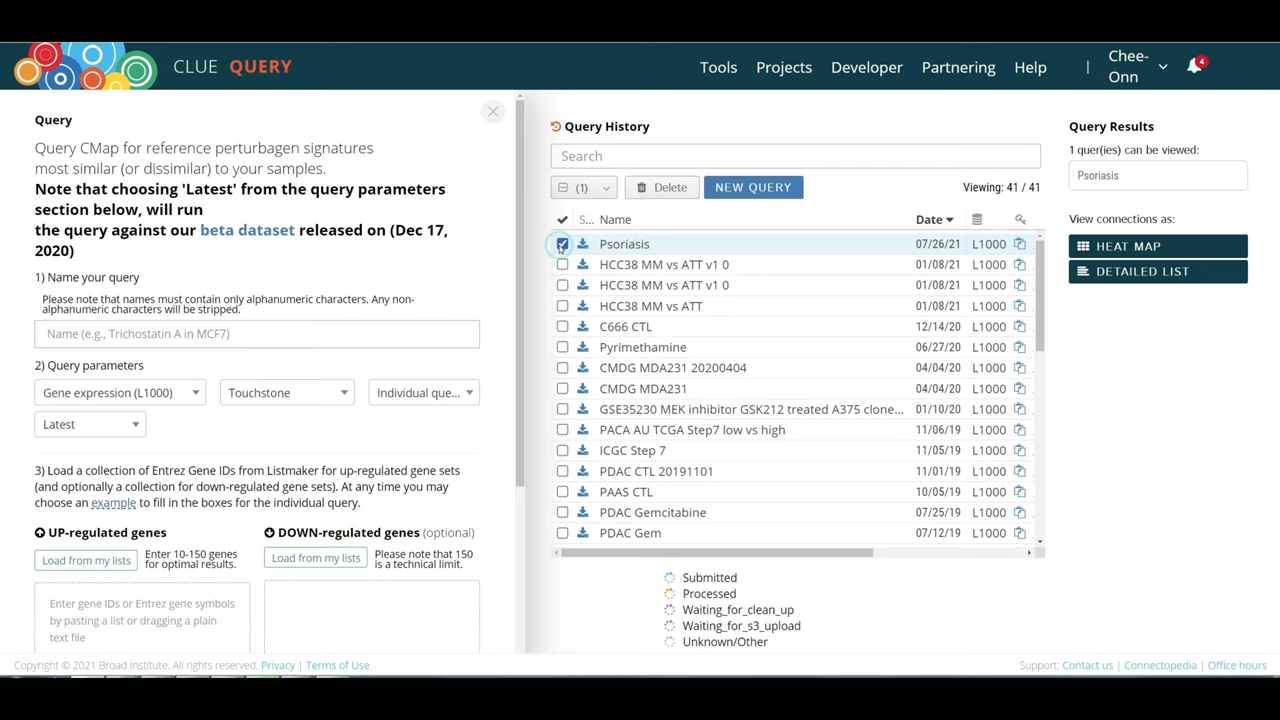 CLUE QUERY
Tools Projects Developer Partnering Help | Chee-Onn 4
Query
Query CMap for reference perturbagen signatures
most similar (or dissimilar) to your samples.
Note that choosing 'Latest' from the query parameters
section below, will run
the query against our beta dataset released on (Dec 17,
2020)
1) Name your query
Please note that names must contain only alphanumeric characters. Any non-
alphanumeric characters will be stripped.
Name (e.g., Trichostatin A in MCF7)
2) Query parameters
Gene expression (L1000) Touchstone Individual que...
Latest
3) Load a collection of Entrez Gene IDs from Listmaker for up-regulated gene sets
(and optionally a collection for down-regulated gene sets). At any time you may
choose an example to fill in the boxes for the individual query.
UP-regulated genes
Load from my lists
Enter 10-150 genes
for optimal results.
Enter gene IDs or Entrez gene symbols
by pasting a list or dragging a plain
text file
DOWN-regulated genes (optional)
Load from my lists
Please note that 150
is a technical limit.
Query History
Search
(1) Delete NEW QUERY Viewing: 41 / 41
S... Name Date
Psoriasis 07/26/21 L1000
HCC38 MM vs ATT v1 0 01/08/21 L1000
HCC38 MM vs ATT v1 0 01/08/21 L1000
HCC38 MM vs ATT 01/08/21 L1000
C666 CTL 12/14/20 L1000
Pyrimethamine 06/27/20 L1000
CMDG MDA231 20200404 04/04/20 L1000
CMDG MDA231 04/04/20 L1000
GSE35230 MEK inhibitor GSK212 treated A375 clone... 01/10/20 L1000
PACA AU TCGA Step7 low vs high 11/06/19 L1000
ICGC Step 7 11/05/19 L1000
PDAC CTL 20191101 11/01/19 L1000
PAAS CTL 10/05/19 L1000
PDAC Gemcitabine 07/25/19 L1000
PDAC Gem 07/12/19 L1000
Submitted
Processed
Waiting_for_clean_up
Waiting_for_s3_upload
Unknown/Other
Query Results
1 quer(ies) can be viewed:
Psoriasis
View connections as:
HEAT MAP
DETAILED LIST
Copyright © 2021 Broad Institute. All rights reserved. Privacy | Terms of Use
Support: Contact us | Connectopedia | Office hours